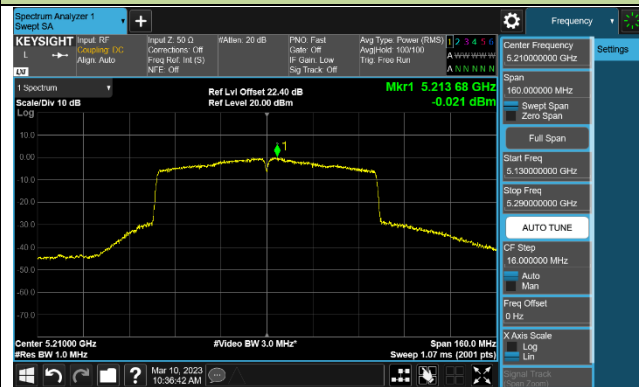 Spectrum Analyzer 1
Swept SA
Frequency
KEYSIGHT
Input: RF
Coupling: DC
Align: Auto
Input Z: 50 Ω
Corrections: Off
Freq Ref: Int (S)
NFE: Off
#Atten: 20 dB
PNO: Fast
Gate: Off
IF Gain: Low
Sig Track: Off
Avg Type: Power (RMS)
Avg|Hold: 100/100
Trig: Free Run
1 2 3 4 5 6
A W W W W W
A N N N N N
L
LXI
1 Spectrum
Scale/Div 10 dB
Log
Ref Lvl Offset 22.40 dB
Ref Level 20.00 dBm
Mkr1 5.213 68 GHz
-0.021 dBm
1
10.0
0.00
-10.0
-20.0
-30.0
-40.0
-50.0
-60.0
-70.0
Center 5.21000 GHz
#Res BW 1.0 MHz
#Video BW 3.0 MHz*
Span 160.0 MHz
Sweep 1.07 ms (2001 pts)
Mar 10, 2023
10:36:42 AM
?
Center Frequency
5.210000000 GHz
Span
160.000000 MHz
Swept Span
Zero Span
Full Span
Start Freq
5.130000000 GHz
Stop Freq
5.290000000 GHz
AUTO TUNE
CF Step
16.000000 MHz
Auto
Man
Freq Offset
0 Hz
X Axis Scale
Log
Lin
Signal Track
(Span Zoom)
Settings